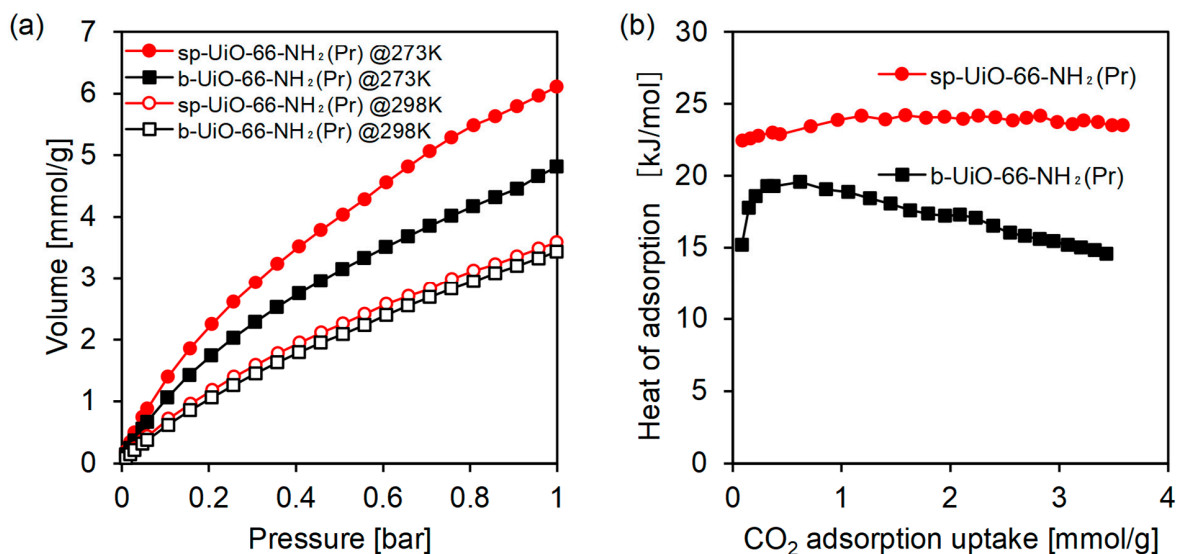 (a)
7
6
5
4
3
2
1
0
Volume [mmol/g]
sp-UiO-66-NH₂(Pr) @273K
b-UiO-66-NH₂(Pr) @273K
sp-UiO-66-NH₂(Pr) @298K
b-UiO-66-NH₂(Pr) @298K
0 0.2 0.4 0.6 0.8 1
Pressure [bar]
(b)
30
25
20
15
10
5
0
Heat of adsorption [kJ/mol]
sp-UiO-66-NH₂(Pr)
b-UiO-66-NH₂(Pr)
0 1 2 3 4
CO₂ adsorption uptake [mmol/g]